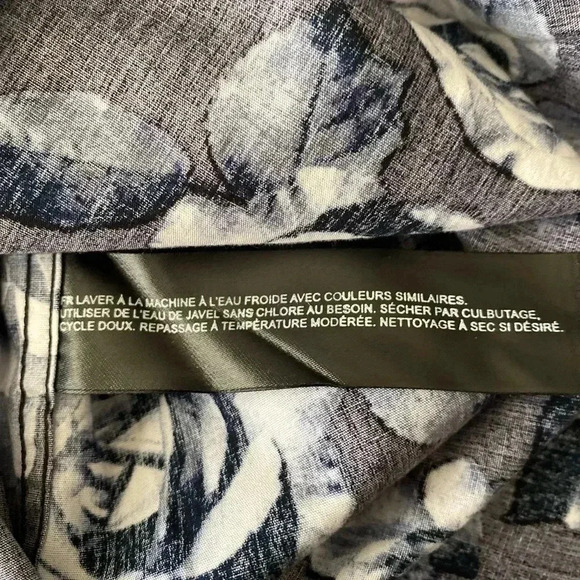 FR LAVER À LA MACHINE À L'EAU FROIDE AVEC COULEURS SIMILAIRES.
UTILISER DE L'EAU DE JAVEL SANS CHLORE AU BESOIN. SÉCHER PAR CULBUTAGE,
CYCLE DOUX. REPASSAGE À TEMPÉRATURE MODÉRÉE. NETTOYAGE À SEC SI DÉSIRÉ.